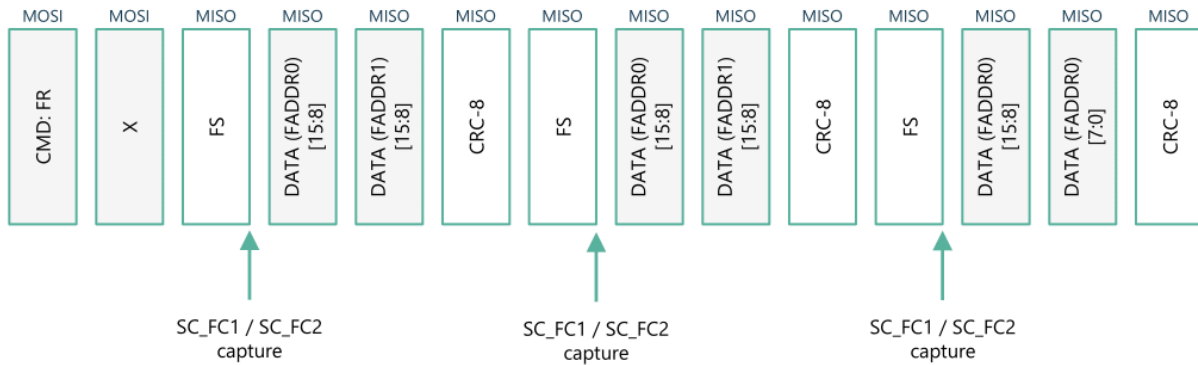 MOSI MOSI MISO MISO MISO MISO MISO MISO MISO MISO MISO MISO MISO MISO
CMD: FR
X
FS
DATA (FADDR0)
[15:8]
DATA (FADDR1)
[15:8]
CRC-8
FS
DATA (FADDR0)
[15:8]
DATA (FADDR1)
[15:8]
CRC-8
FS
DATA (FADDR0)
[15:8]
DATA (FADDR0)
[7:0]
CRC-8
SC_FC1 / SC_FC2
capture
SC_FC1 / SC_FC2
capture
SC_FC1 / SC_FC2
capture